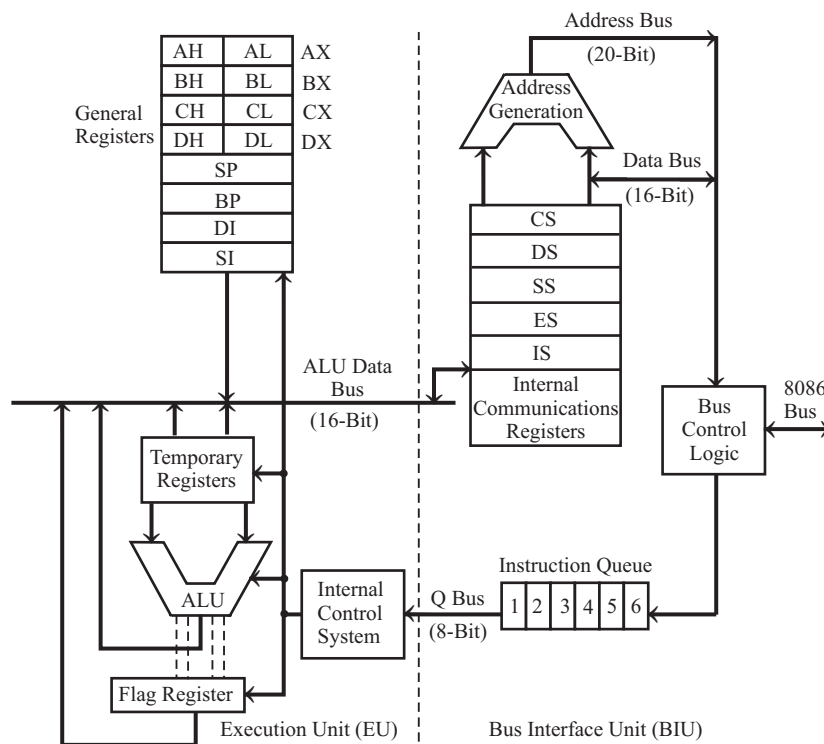 Address Bus
(20-Bit)
AH AL AX
BH BL BX
CH CL CX
DH DL DX
General
Registers
SP
BP
DI
SI
Address
Generation
Data Bus
(16-Bit)
CS
DS
SS
ES
IS
Internal
Communications
Registers
ALU Data
Bus
(16-Bit)
Bus
Control
Logic
8086
Bus
Temporary
Registers
ALU
Internal
Control
System
Q Bus
(8-Bit)
Instruction Queue
1 2 3 4 5 6
Flag Register
Execution Unit (EU)
Bus Interface Unit (BIU)